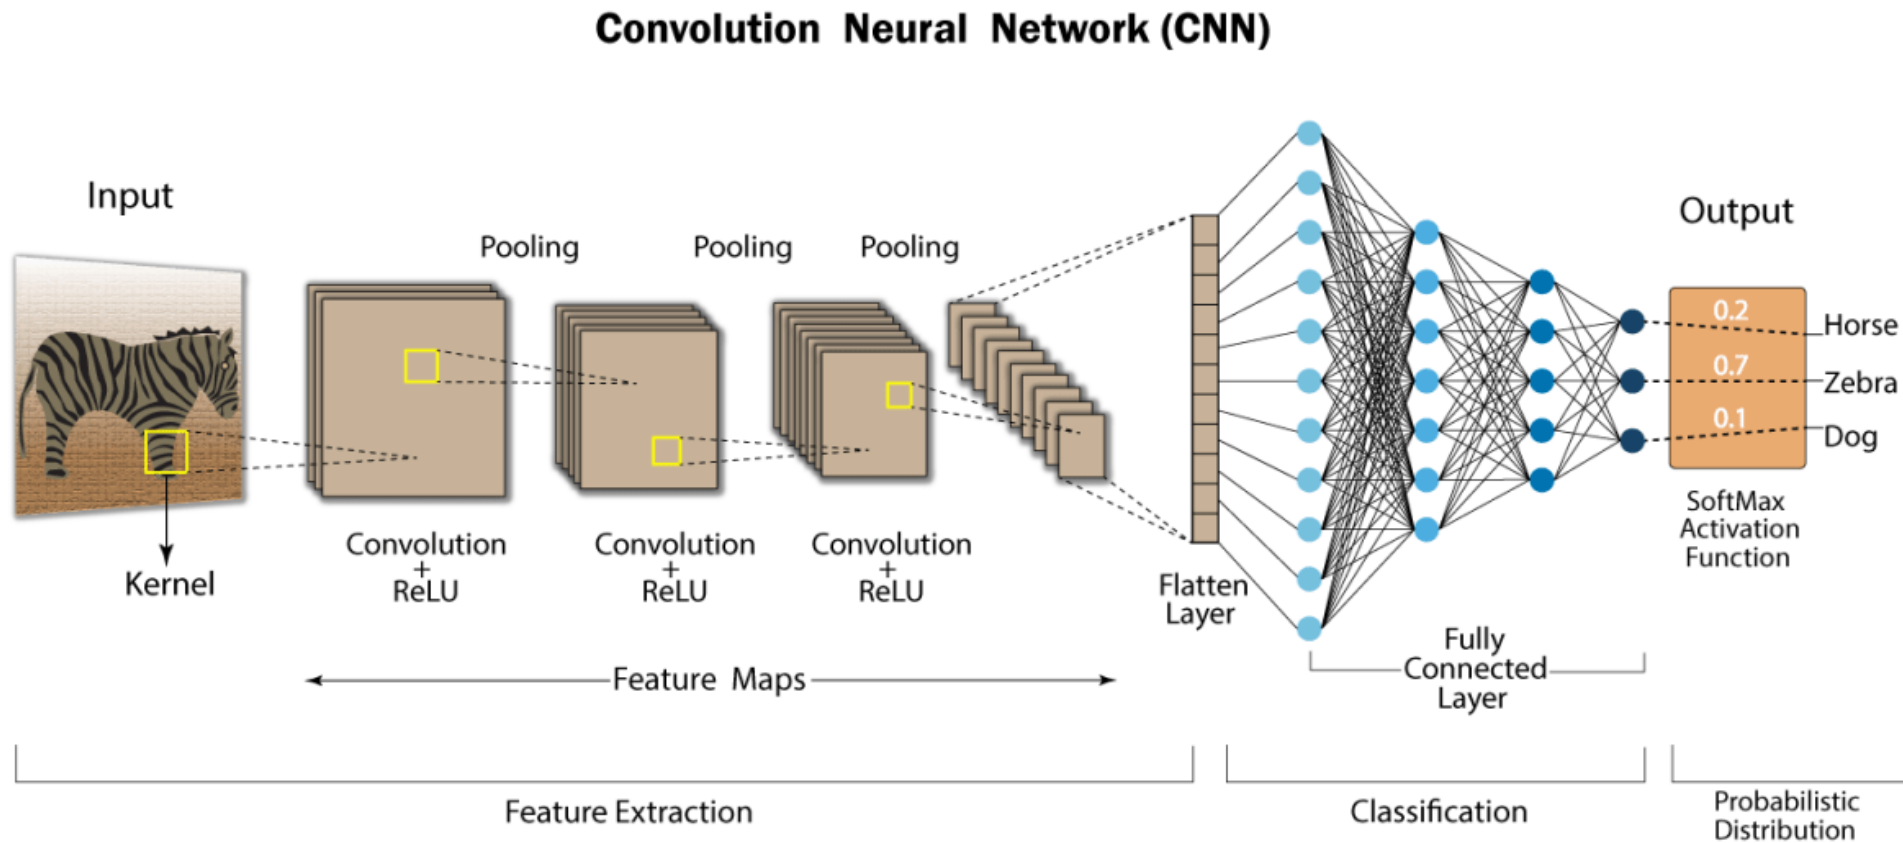 Convolution Neural Network (CNN)
Input
Kernel
Pooling
Pooling
Pooling
Convolution
+
ReLU
Convolution
+
ReLU
Convolution
+
ReLU
Feature Maps
Flatten
Layer
Fully
Connected
Layer
Output
0.2
Horse
0.7
Zebra
0.1
Dog
SoftMax
Activation
Function
Feature Extraction
Classification
Probabilistic
Distribution